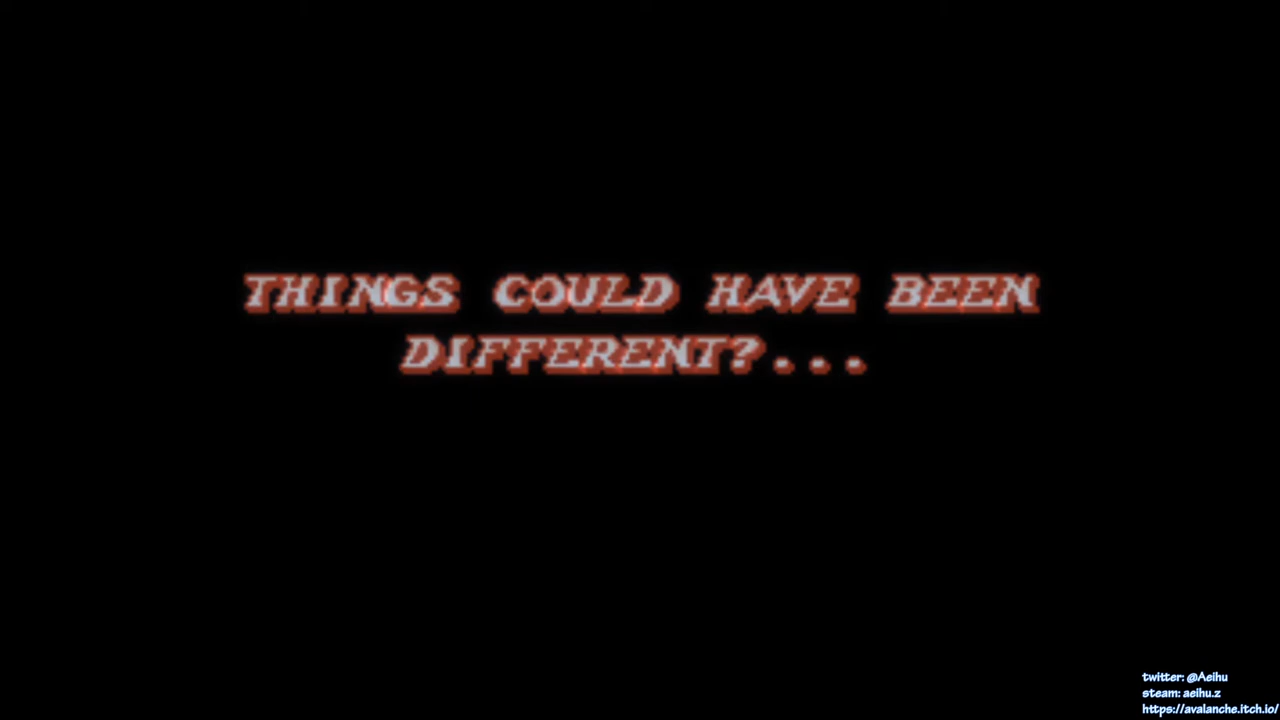 THINGS COULD HAVE BEEN
DIFFERENT?...
twitter: @Aeihu
steam: aeihu.z
https://avalanche.itch.io/